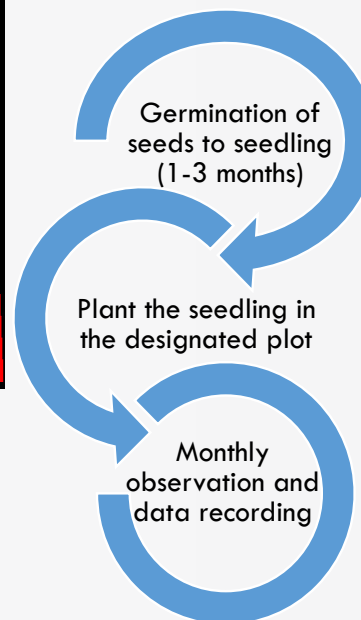 Germination of
seeds to seedling
(1-3 months)
Plant the seedling in
the designated plot
Monthly
observation and
data recording